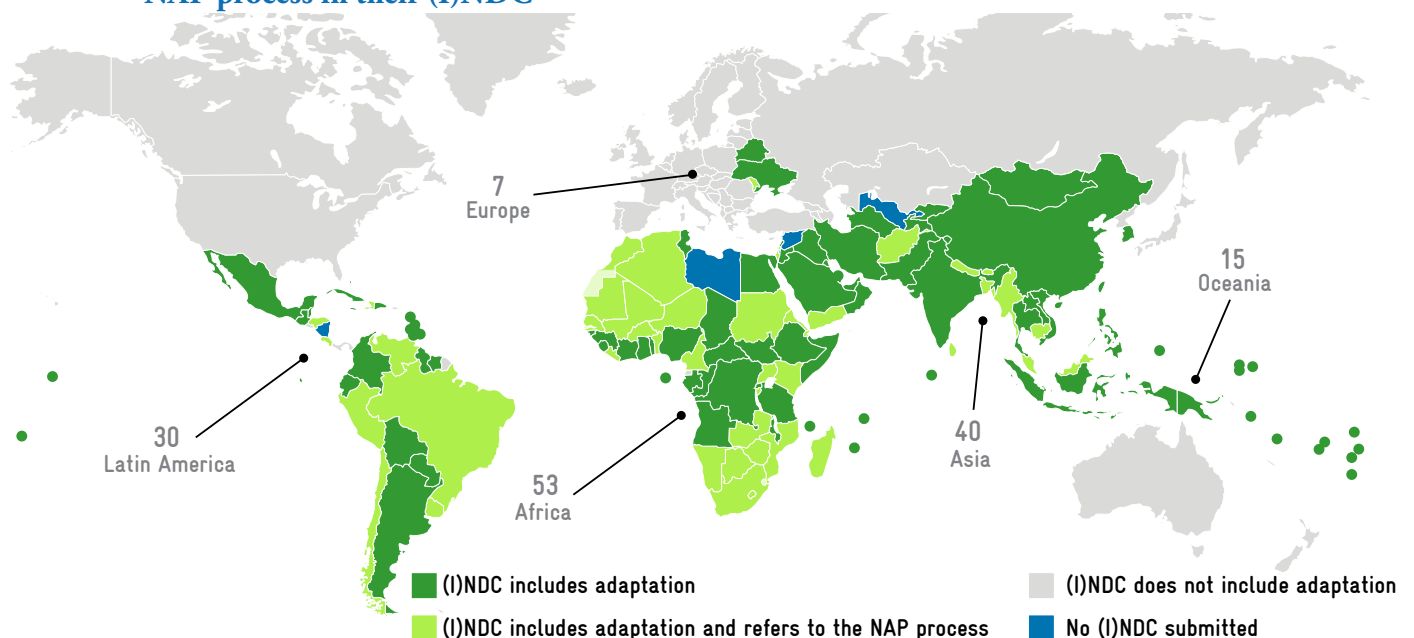 NAP process in their (I)NDC
7
Europe
15
Oceania
30
Latin America
40
Asia
53
Africa
(I)NDC includes adaptation
(I)NDC does not include adaptation
(I)NDC includes adaptation and refers to the NAP process
No (I)NDC submitted